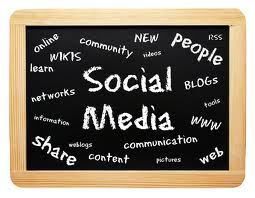 NEW RSS
online community people
WIKIS videos
learn
Social BLOGs
networks tools
Media
information www
communication
share weblogs content pictures web